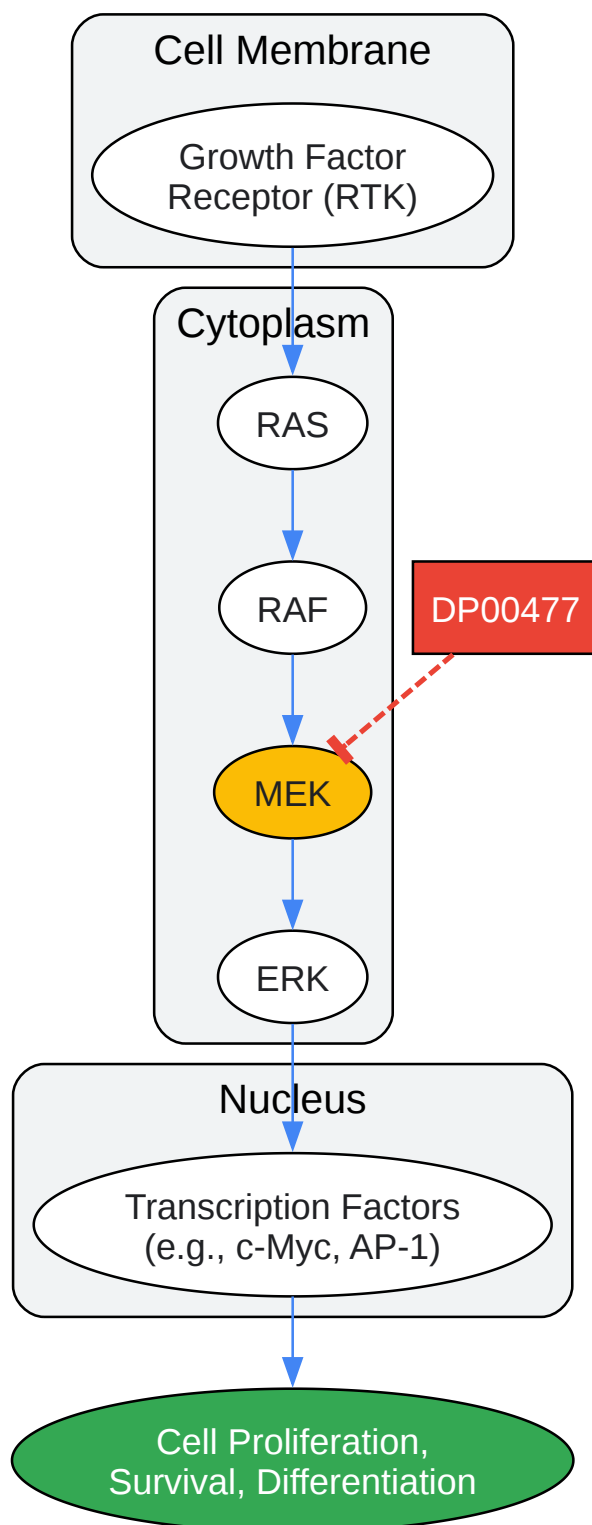 Cell Membrane
Growth Factor
Receptor (RTK)
Cytoplasm
RAS
RAF
DP00477
MEK
ERK
Nucleus
Transcription Factors
(e.g., c-Myc, AP-1)
Cell Proliferation,
Survival, Differentiation